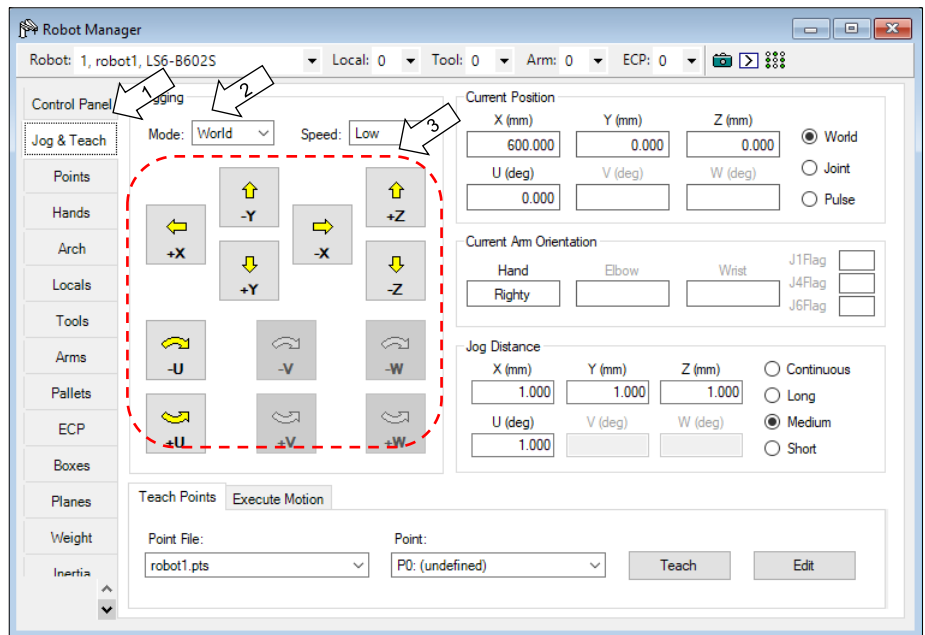 Robot Manager
Robot: 1, robot1, LS6-B602S Local: 0 Tool: 0 Arm: 0 ECP: 0
1
2
3
Control Panel
Jog & Teach
Points
Hands
Arch
Locals
Tools
Arms
Pallets
ECP
Boxes
Planes
Weight
Inertia
Jogging
Mode: World Speed: Low
-Y +Z
+X -X
+Y -Z
-U -V -W
+U +V +W
Current Position
X (mm) Y (mm) Z (mm)
600.000 0.000 0.000 World
U (deg) V (deg) W (deg) Joint
0.000 Pulse
Current Arm Orientation
Hand Elbow Wrist J1Flag
Righty J4Flag
J6Flag
Jog Distance
X (mm) Y (mm) Z (mm) Continuous
1.000 1.000 1.000 Long
U (deg) V (deg) W (deg) Medium
1.000 Short
Teach Points Execute Motion
Point File: Point:
robot1.pts P0: (undefined) Teach Edit